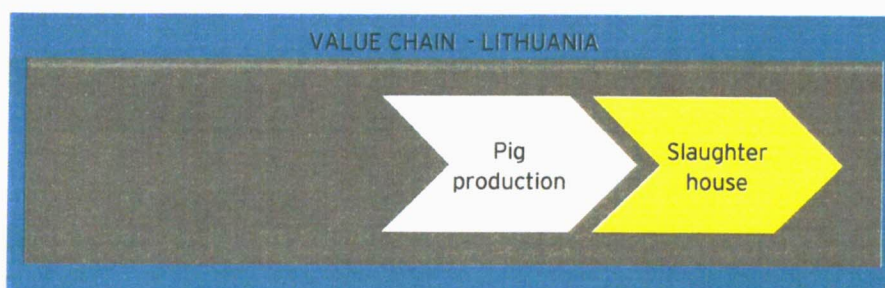 VALUE CHAIN - LITHUANIA
Pig
production
Slaughter
house